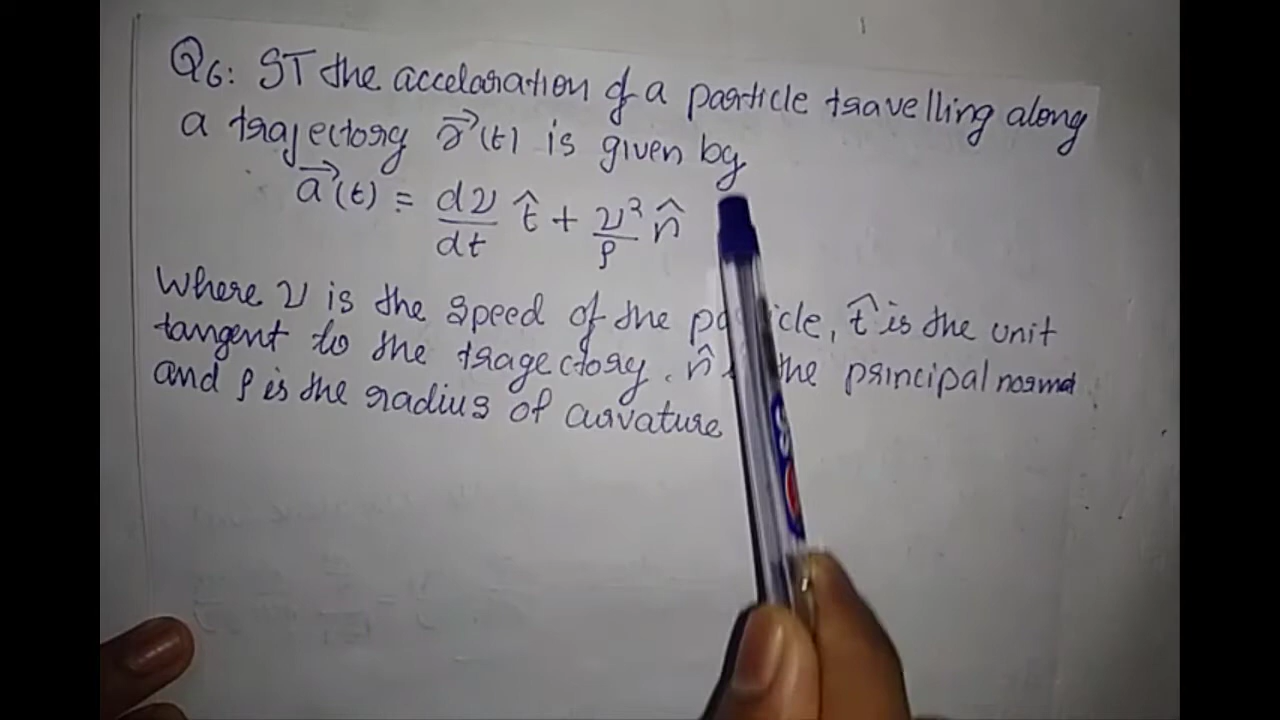 Q6: ST the accelaration of a particle travelling along
a trajectory r⃗(t) is given by
a⃗(t) = dv/dt t̂ + v²/ρ n̂
Where v is the speed of the particle, t̂ is the unit
tangent to the tragectory. n̂ the principal normal
and ρ is the radius of curvature